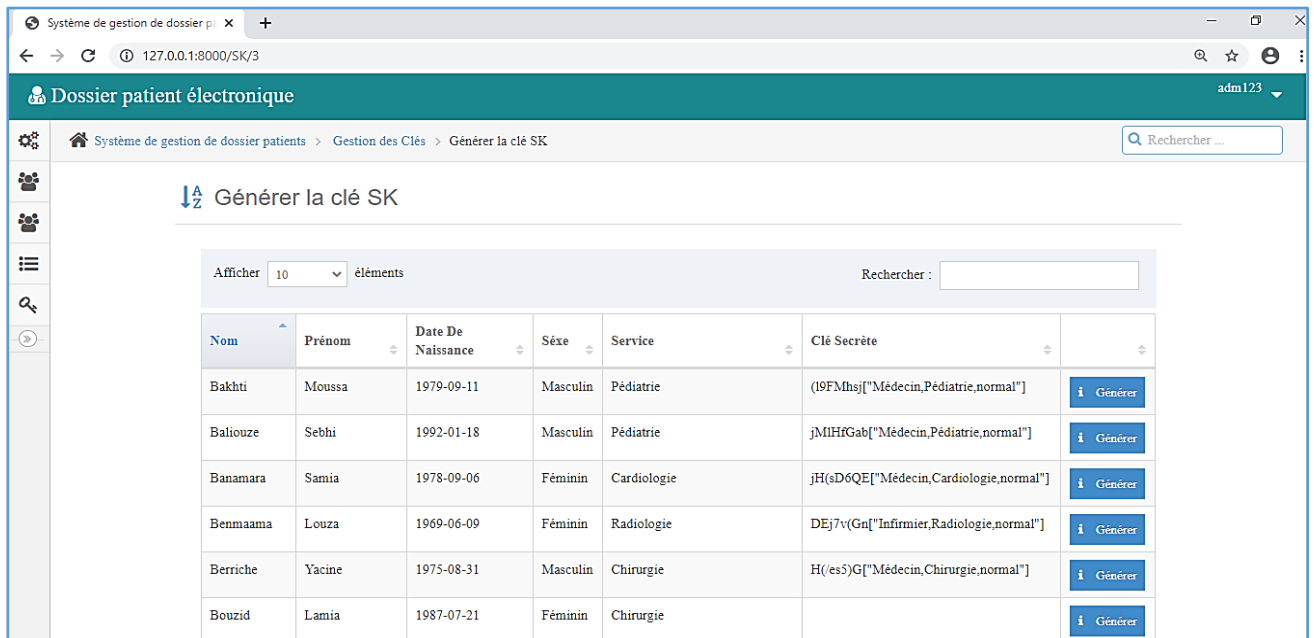 Système de gestion de dossier pa
127.0.0.1:8000/SK/3
Dossier patient électronique
adm123
Système de gestion de dossier patients > Gestion des Clés > Générer la clé SK
Rechercher ...
Générer la clé SK
Afficher 10 éléments
Rechercher :
Nom Prénom Date De Naissance Séxe Service Clé Secrète
Bakhti Moussa 1979-09-11 Masculin Pédiatrie (l9FMhsj["Médecin,Pédiatrie,normal"] Générer
Baliouze Sebhi 1992-01-18 Masculin Pédiatrie jMlHfGab["Médecin,Pédiatrie,normal"] Générer
Banamara Samia 1978-09-06 Féminin Cardiologie jH(sD6QE["Médecin,Cardiologie,normal"] Générer
Benmaama Louza 1969-06-09 Féminin Radiologie DEj7v(Gn["Infirmier,Radiologie,normal"] Générer
Berriche Yacine 1975-08-31 Masculin Chirurgie H(/es5)G["Médecin,Chirurgie,normal"] Générer
Bouzid Lamia 1987-07-21 Féminin Chirurgie Générer